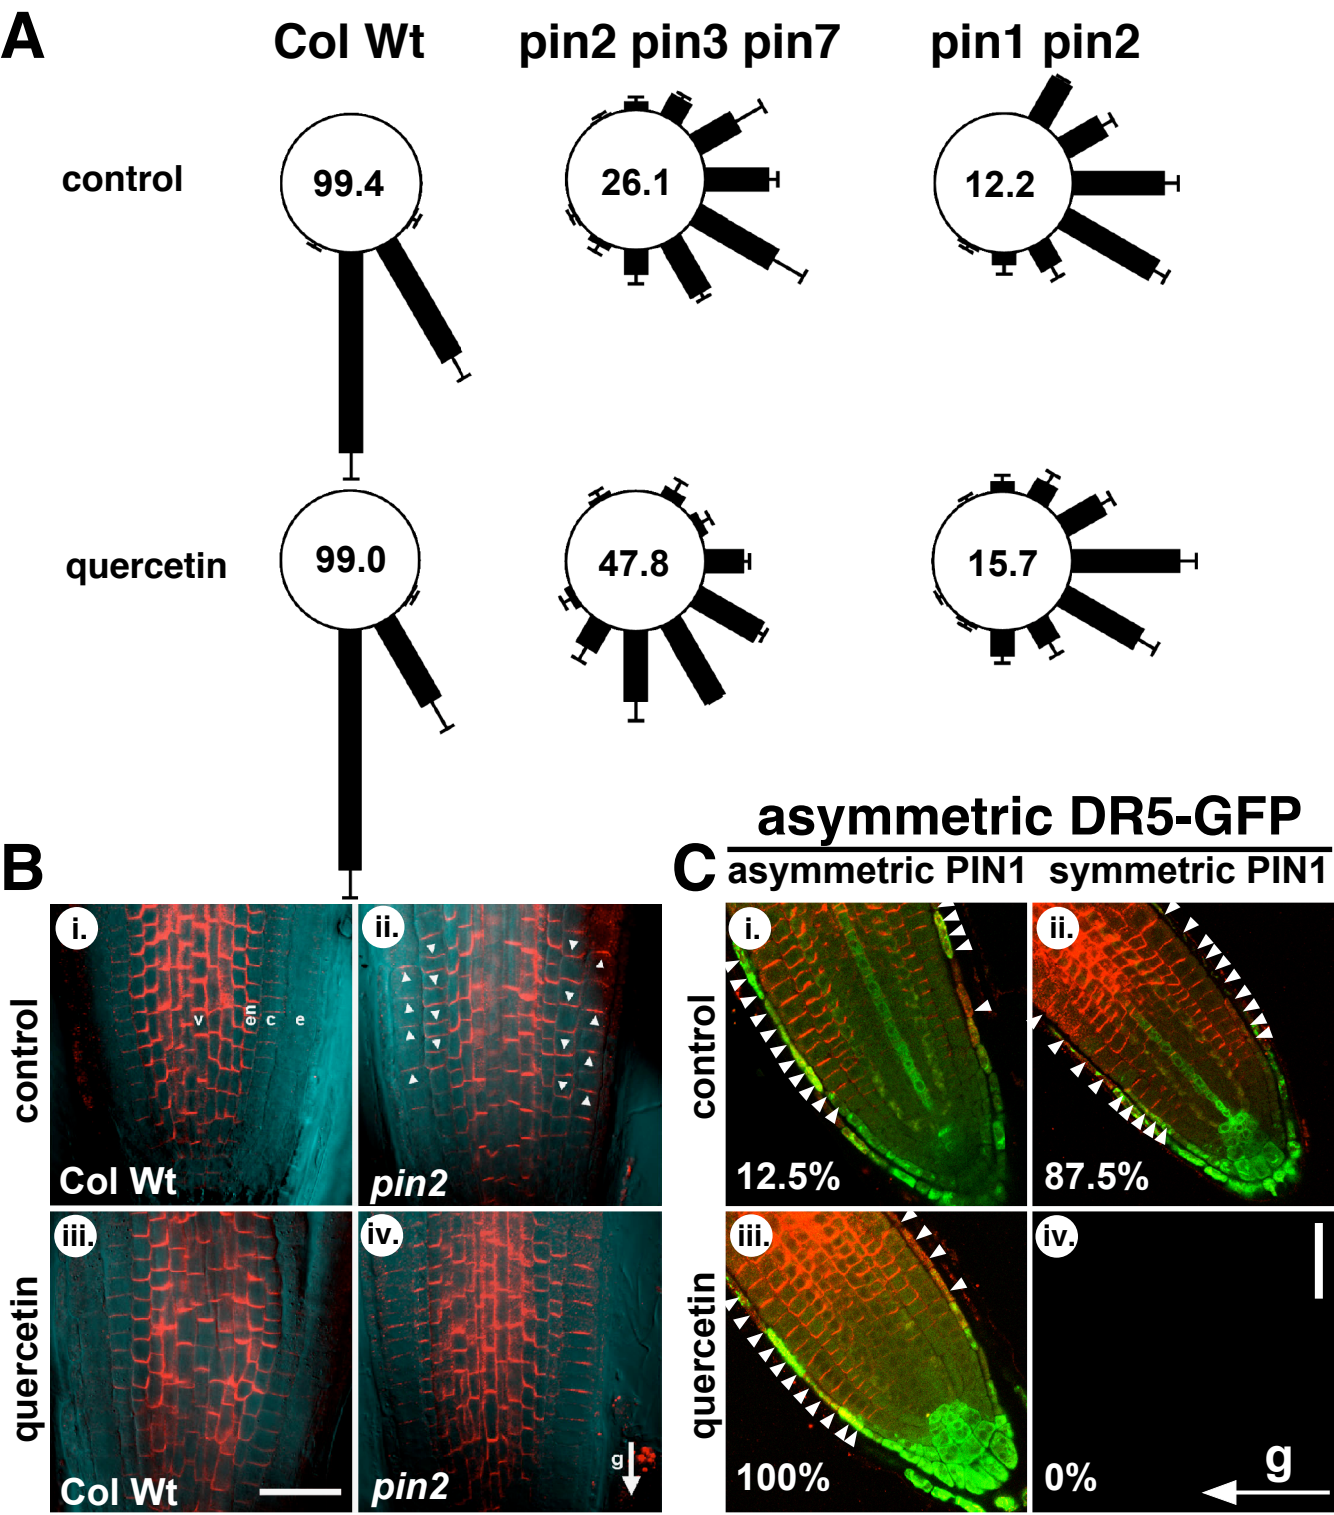 A
Col Wt
pin2 pin3 pin7
pin1 pin2
control
99.4
26.1
12.2
quercetin
99.0
47.8
15.7
asymmetric DR5-GFP
B
C
asymmetric PIN1
symmetric PIN1
control
i.
v
en
c
e
Col Wt
ii.
pin2
quercetin
iii.
Col Wt
iv.
pin2
g
control
i.
12.5%
ii.
87.5%
quercetin
iii.
100%
iv.
0%
g